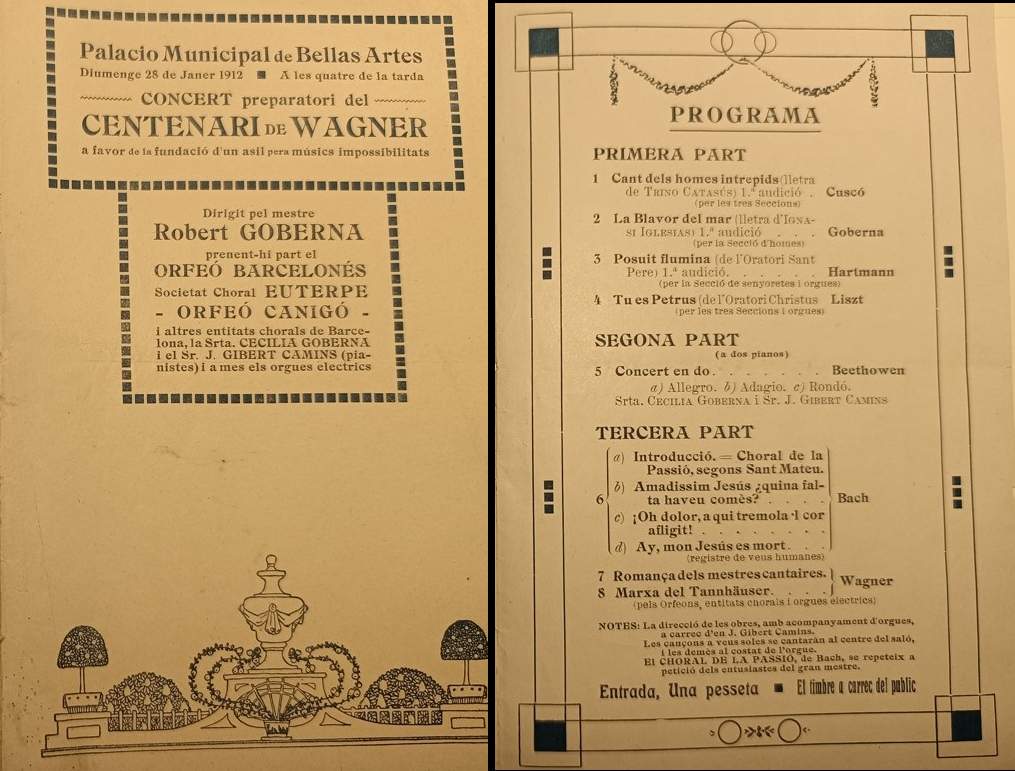 Palacio Municipal de Bellas Artes
Diumenge 28 de Janer 1912 ■ A les quatre de la tarda
CONCERT preparatori del
CENTENARI DE WAGNER
a favor de la fundació d'un asil pera músics impossibilitats
Dirigit pel mestre
Robert GOBERNA
prenent-hi part el
ORFEÓ BARCELONÉS
Societat Choral EUTERPE
- ORFEÓ CANIGÓ -
i altres entitats chorals de Barce-
lona, la Srta. CECILIA GOBERNA
i el Sr. J. GIBERT CAMINS (pia-
nistes) i a mes els orgues electrics
PROGRAMA
PRIMERA PART
1 Cant dels homes intrepids (lletra
de TRINO CATASÚS) 1.ª audició . Cuscó
(per les tres Seccions)
2 La Blavor del mar (lletra d'IGNA-
SI IGLESIAS) 1.ª audició . . . Goberna
(per la Secció d'homes)
3 Posuit flumina (de l'Oratori Sant
Pere) 1.ª audició. . . . . . Hartmann
(per la Secció de senyoretes i orgues)
4 Tu es Petrus (de l'Oratori Christus Liszt
(per les tres Seccions i orgues)
SEGONA PART
(a dos pianos)
5 Concert en do . . . . . . . Beethowen
a) Allegro. b) Adagio. c) Rondó.
Srta. CECILIA GOBERNA i Sr. J. GIBERT CAMINS
TERCERA PART
a) Introducció. = Choral de la
Passió, segons Sant Mateu.
b) Amadissim Jesús ¿quina fal-
6 ta haveu comès? . . . . Bach
c) ¡Oh dolor, a qui tremola 'l cor
afligit! . . . . . . . .
d) Ay, mon Jesús es mort . . .
(registre de veus humanes)
7 Romança dels mestres cantaires. Wagner
8 Marxa del Tannhäuser. . . . .
(pels Orfeons, entitats chorals i orgues electrics)
NOTES: La direcció de les obres, amb acompanyament d'orgues,
a carrec d'en J. Gibert Camins.
Les cançons a veus soles se cantarán al centre del saló,
i les demés al costat de l'orgue.
El CHORAL DE LA PASSIÓ, de Bach, se repeteix a
petició dels entusiastes del gran mestre.
Entrada, Una pesseta ■ El timbre a carrec del public